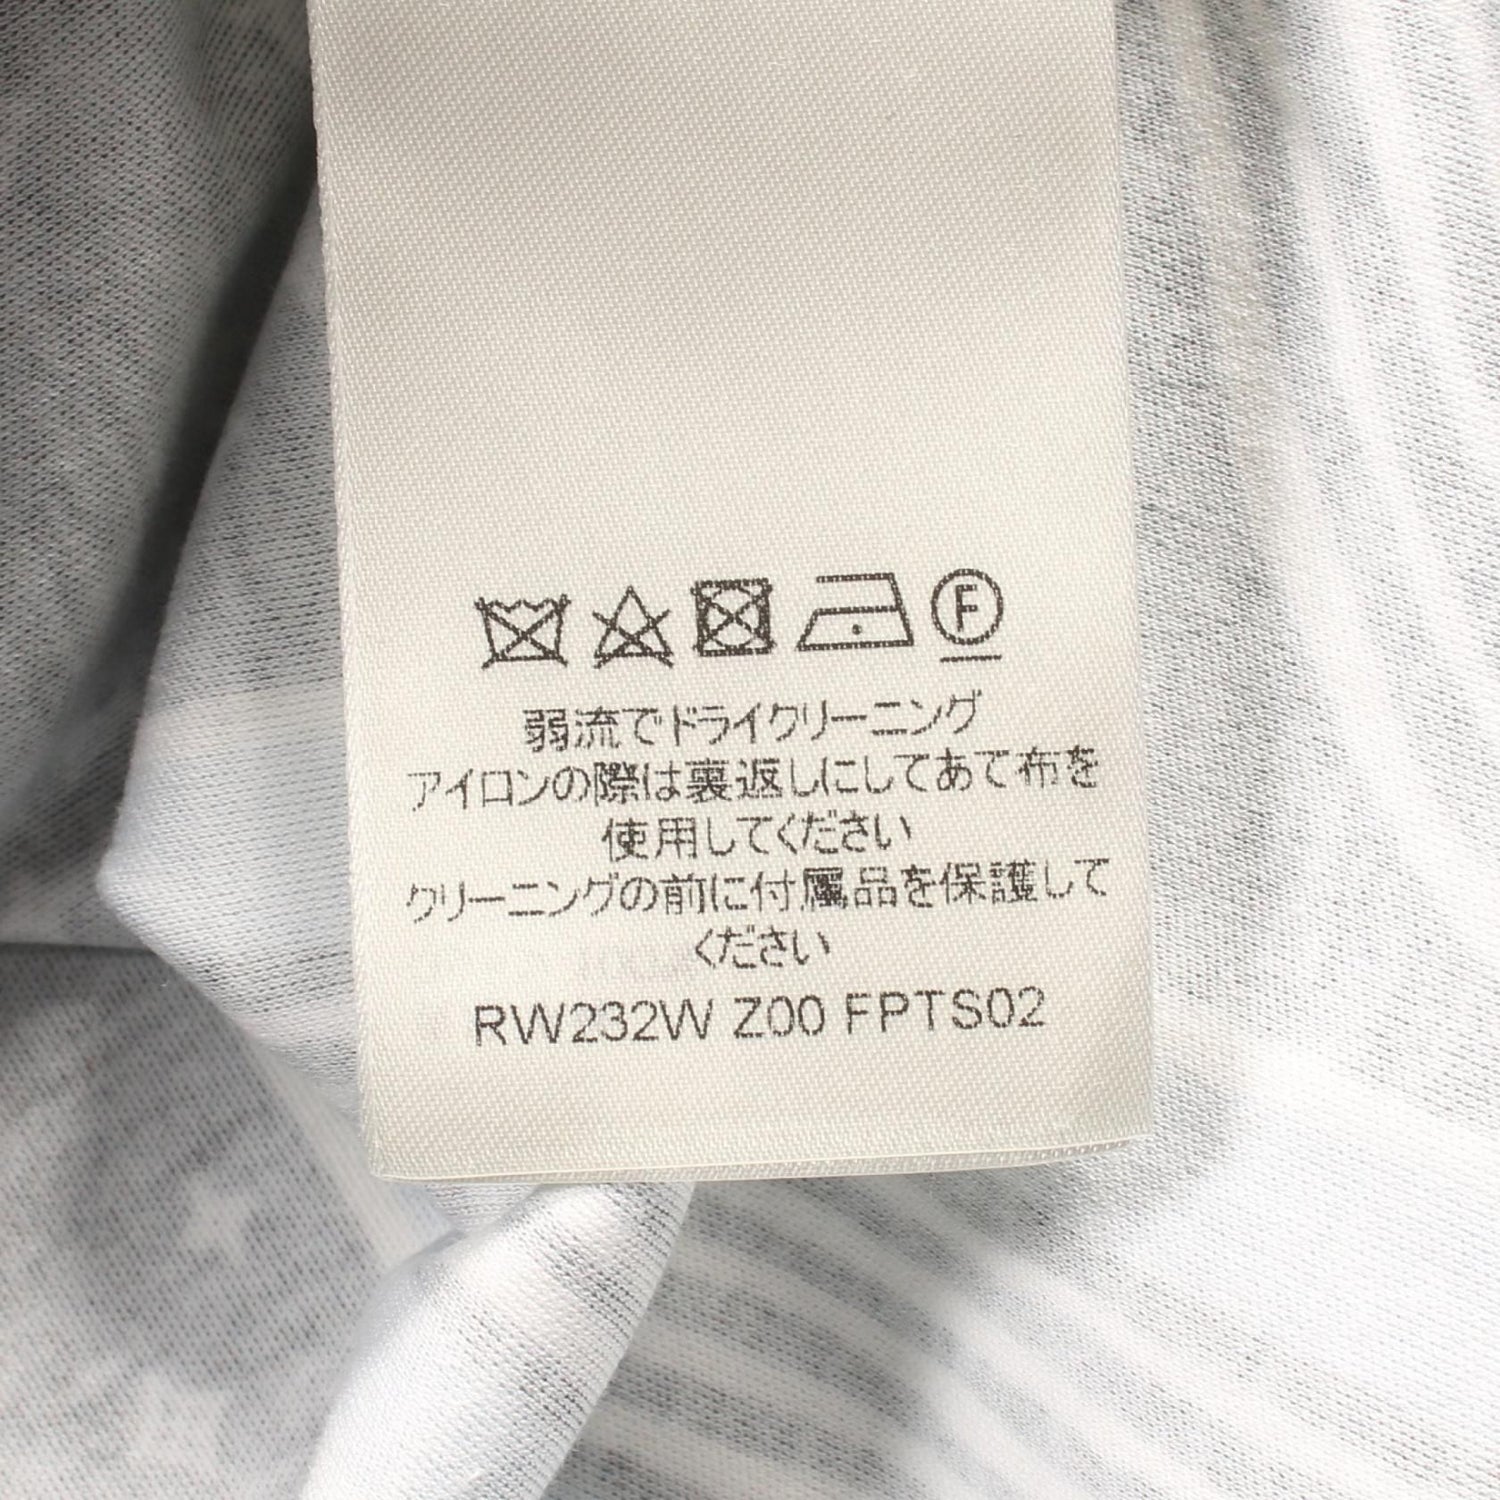 F
弱流でドライクリーニング
アイロンの際は裏返しにしてあて布を
使用してください
クリーニングの前に付属品を保護して
ください
RW232W Z00 FPTS02